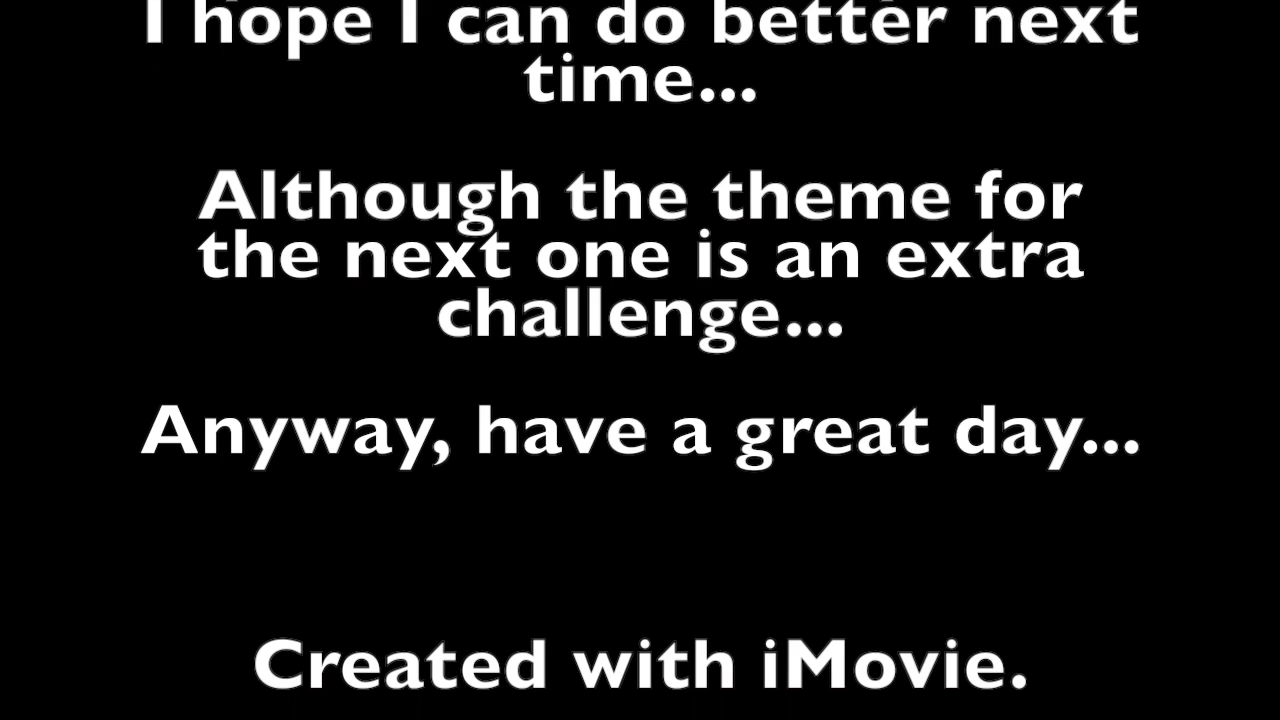 I hope I can do better next
time...
Although the theme for
the next one is an extra
challenge...
Anyway, have a great day...
Created with iMovie.